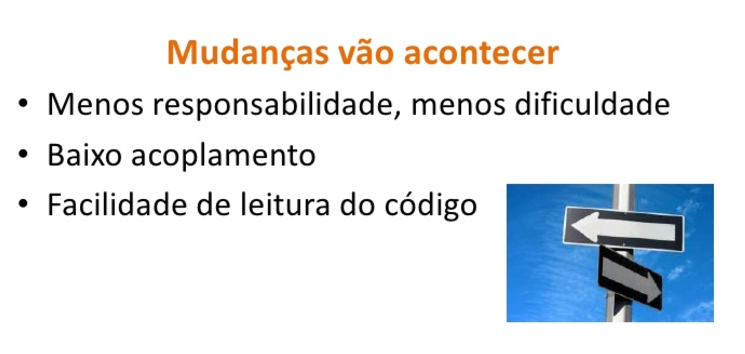 Mudanças vão acontecer
• Menos responsabilidade, menos dificuldade
• Baixo acoplamento
• Facilidade de leitura do código